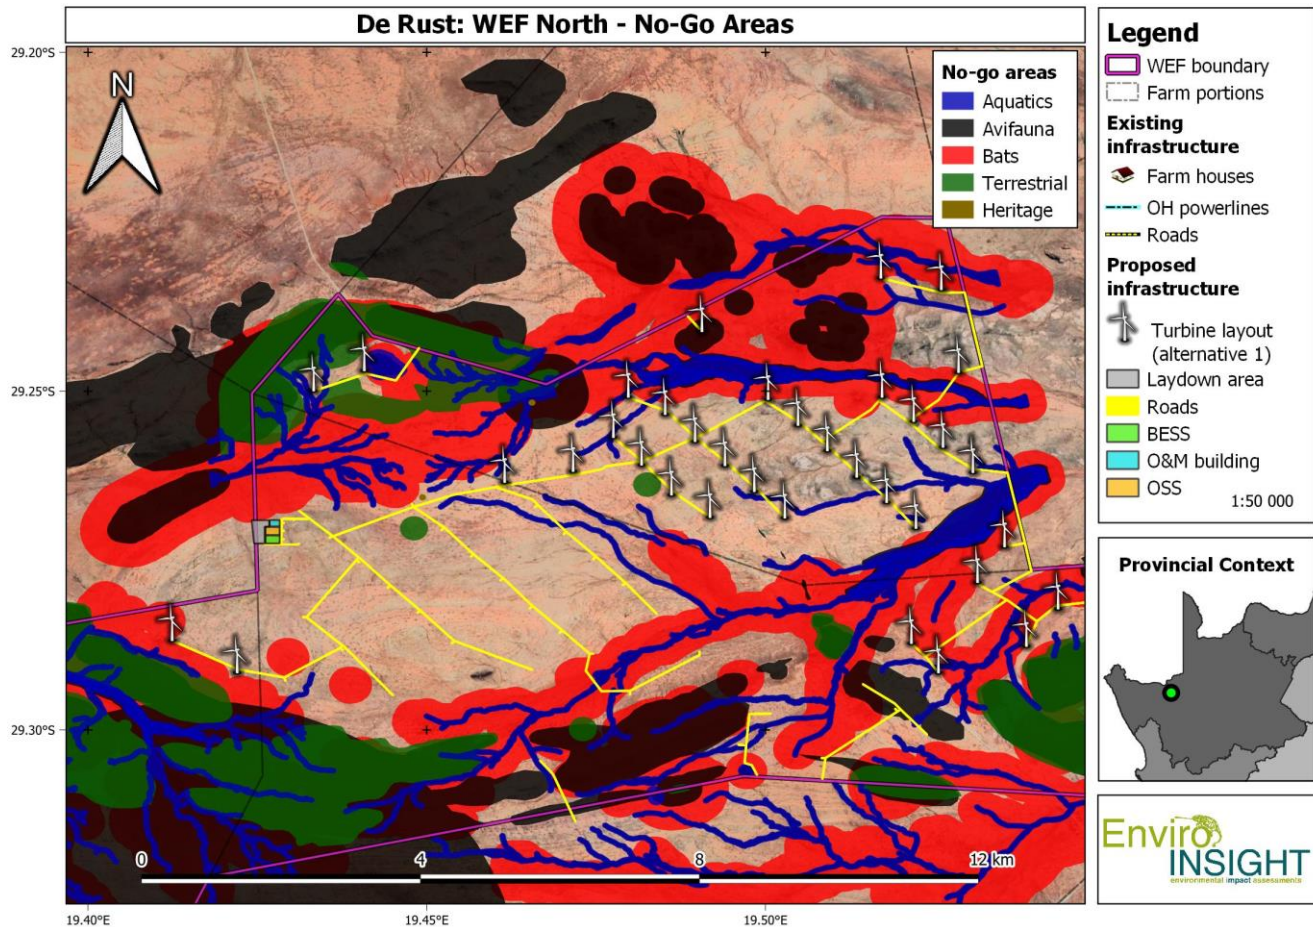 De Rust: WEF North - No-Go Areas
29.20°S
29.25°S
29.30°S
19.40°E
19.45°E
19.50°E
N
No-go areas
Aquatics
Avifauna
Bats
Terrestrial
Heritage
0
4
8
12 km
Legend
WEF boundary
Farm portions
Existing
infrastructure
Farm houses
OH powerlines
Roads
Proposed
infrastructure
Turbine layout
(alternative 1)
Laydown area
Roads
BESS
O&M building
OSS
1:50 000
Provincial Context
Enviro
INSIGHT
environmental impact assessments